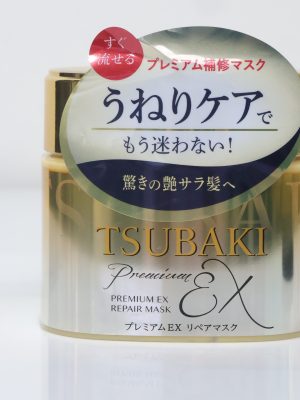 すぐ
流せる
プレミアム補修マスク
うねりケアで
もう迷わない!
驚きの艶サラ髪へ
TSUBAKI
Premium EX
PREMIUM EX
REPAIR MASK
プレミアムEX リペアマスク